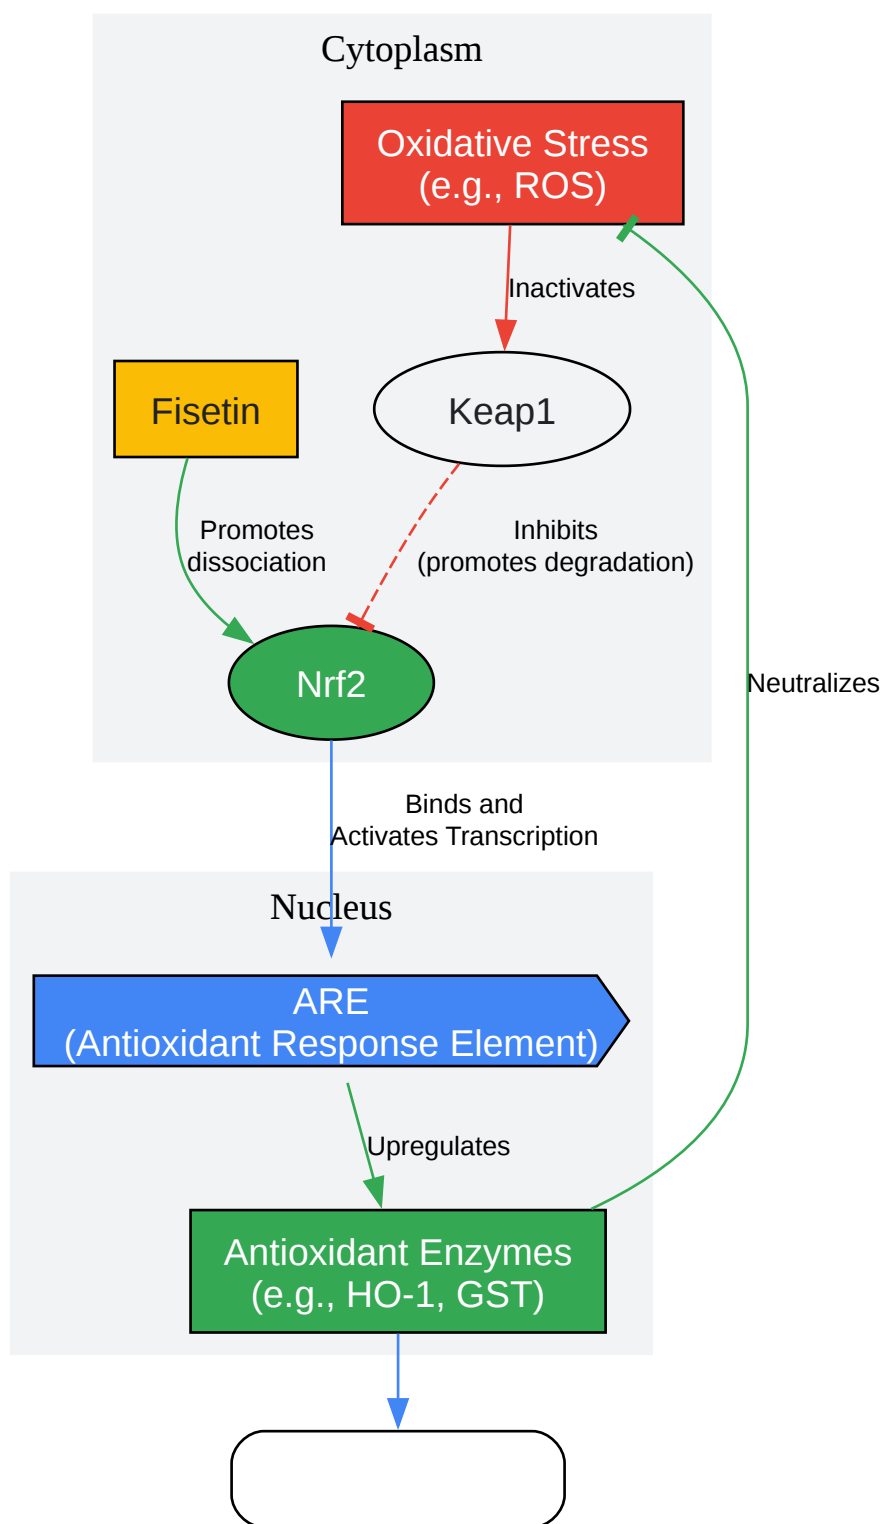 Cytoplasm
Oxidative Stress
(e.g., ROS)
Inactivates
Fisetin
Keap1
Promotes
dissociation
Inhibits
(promotes degradation)
Nrf2
Neutralizes
Binds and
Activates Transcription
Nucleus
ARE
(Antioxidant Response Element)
Upregulates
Antioxidant Enzymes
(e.g., HO-1, GST)